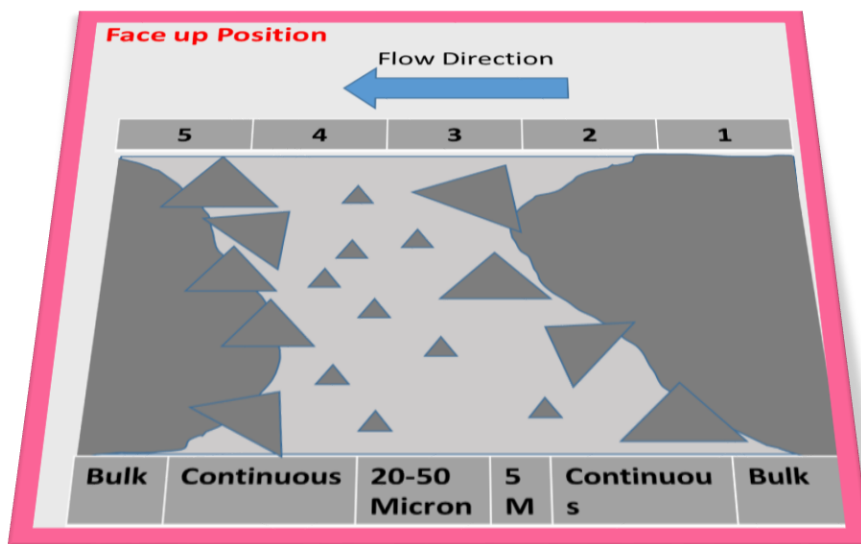 Face up Position
Flow Direction
5 4 3 2 1
Bulk Continuous 20-50 5 Continuou Bulk
Micron M s